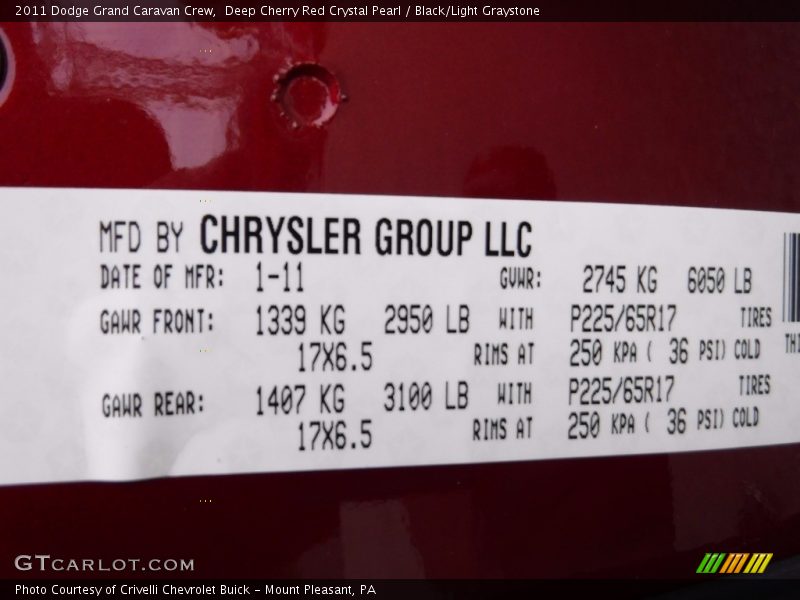 2011 Dodge Grand Caravan Crew,  Deep Cherry Red Crystal Pearl / Black/Light Graystone
MFD BY CHRYSLER GROUP LLC
DATE OF MFR: 1-11 GVWR: 2745 KG 6050 LB
GAWR FRONT: 1339 KG 2950 LB WITH P225/65R17 TIRES
17X6.5 RIMS AT 250 KPA ( 36 PSI) COLD
GAWR REAR: 1407 KG 3100 LB WITH P225/65R17 TIRES
17X6.5 RIMS AT 250 KPA ( 36 PSI) COLD
GTCARLOT.COM
Photo Courtesy of Crivelli Chevrolet Buick - Mount Pleasant, PA